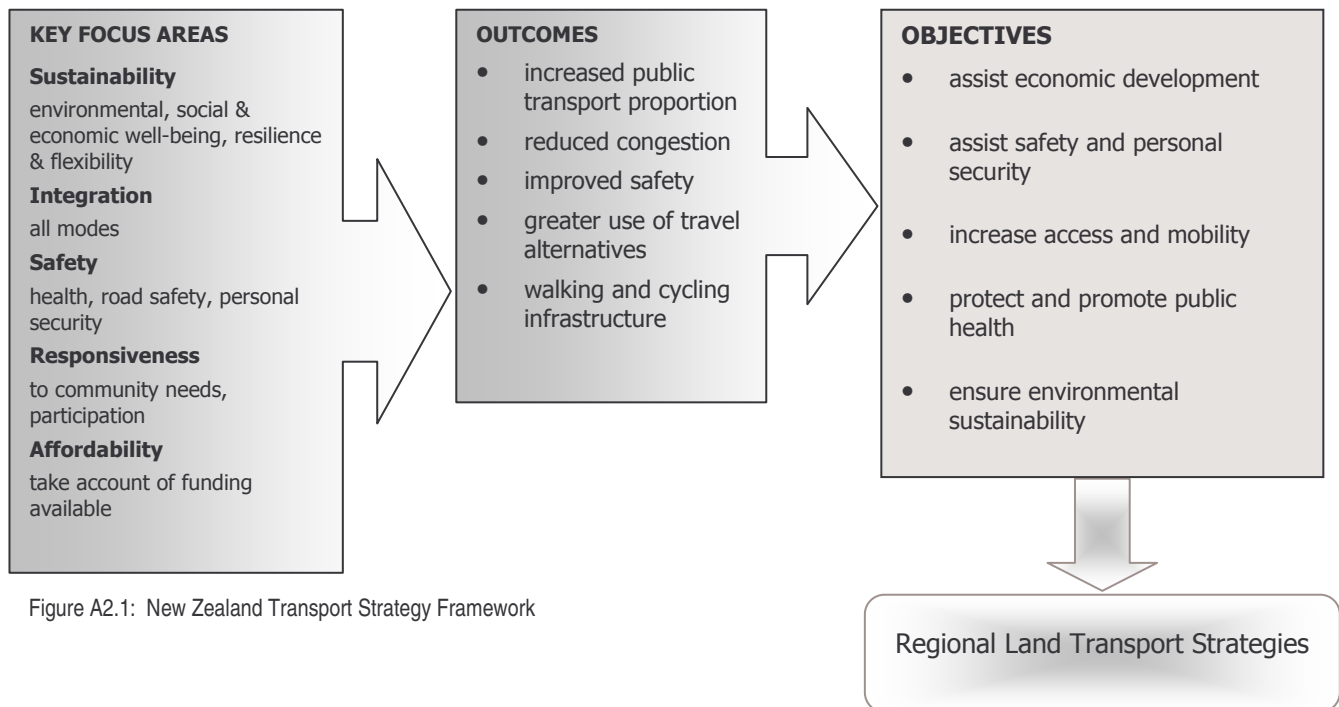 KEY FOCUS AREAS
Sustainability
environmental, social &
economic well-being, resilience
& flexibility
Integration
all modes
Safety
health, road safety, personal
security
Responsiveness
to community needs,
participation
Affordability
take account of funding
available
OUTCOMES
• increased public
transport proportion
• reduced congestion
• improved safety
• greater use of travel
alternatives
• walking and cycling
infrastructure
OBJECTIVES
• assist economic development
• assist safety and personal
security
• increase access and mobility
• protect and promote public
health
• ensure environmental
sustainability
Regional Land Transport Strategies
Figure A2.1: New Zealand Transport Strategy Framework